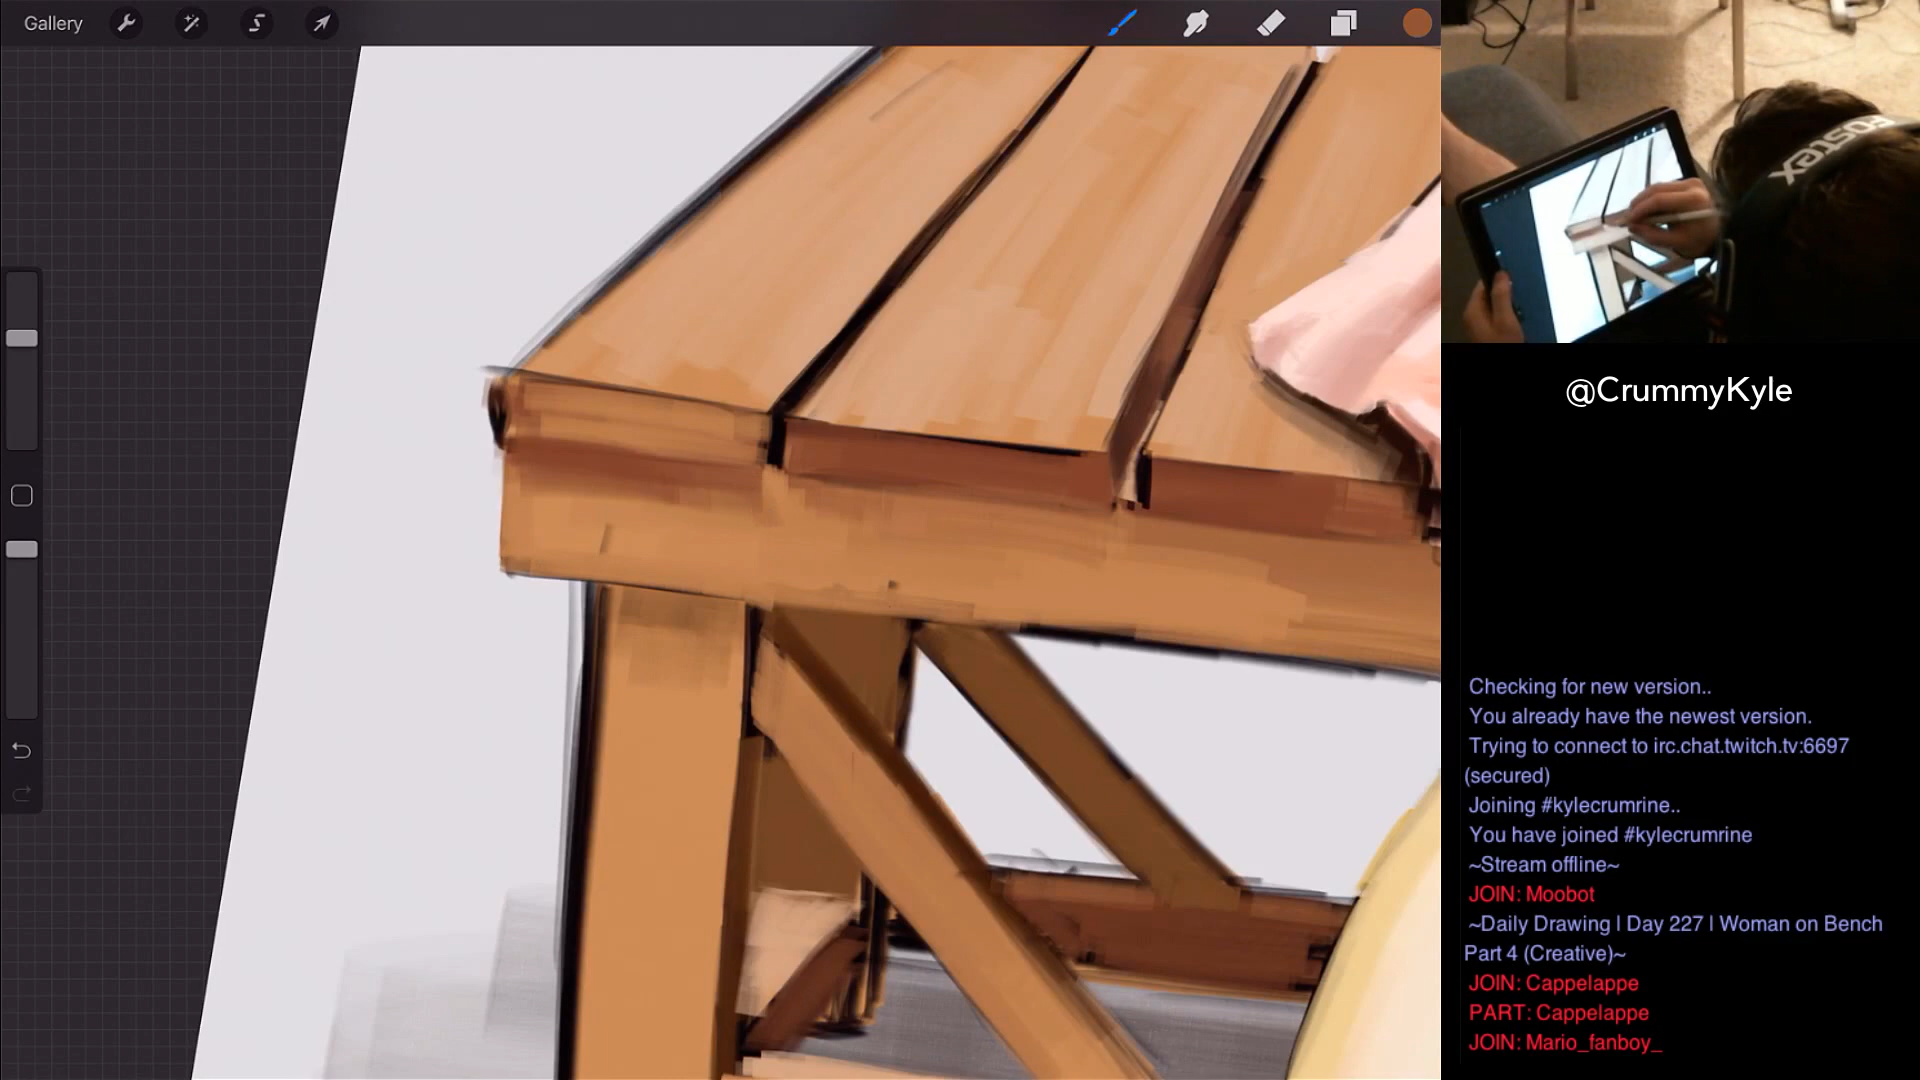 Gallery
FOSTEX
@CrummyKyle
Checking for new version..
You already have the newest version.
Trying to connect to irc.chat.twitch.tv:6697
(secured)
Joining #kylecrumrine..
You have joined #kylecrumrine
~Stream offline~
JOIN: Moobot
~Daily Drawing | Day 227 | Woman on Bench
Part 4 (Creative)~
JOIN: Cappelappe
PART: Cappelappe
JOIN: Mario_fanboy_